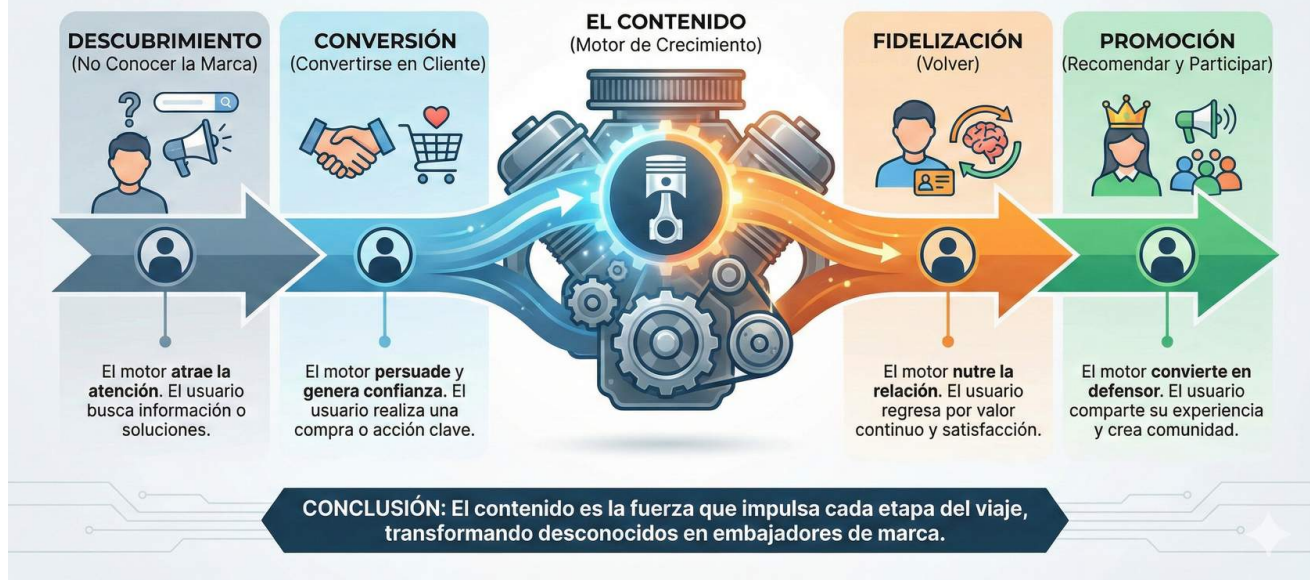 DESCUBRIMIENTO
(No Conocer la Marca)
CONVERSIÓN
(Convertirse en Cliente)
EL CONTENIDO
(Motor de Crecimiento)
FIDELIZACIÓN
(Volver)
PROMOCIÓN
(Recomendar y Participar)
?
El motor atrae la
atención. El usuario
busca información o
soluciones.
El motor persuade y
genera confianza. El
usuario realiza una
compra o acción clave.
El motor nutre la
relación. El usuario
regresa por valor
continuo y satisfacción.
El motor convierte en
defensor. El usuario
comparte su experiencia
y crea comunidad.
CONCLUSIÓN: El contenido es la fuerza que impulsa cada etapa del viaje,
transformando desconocidos en embajadores de marca.